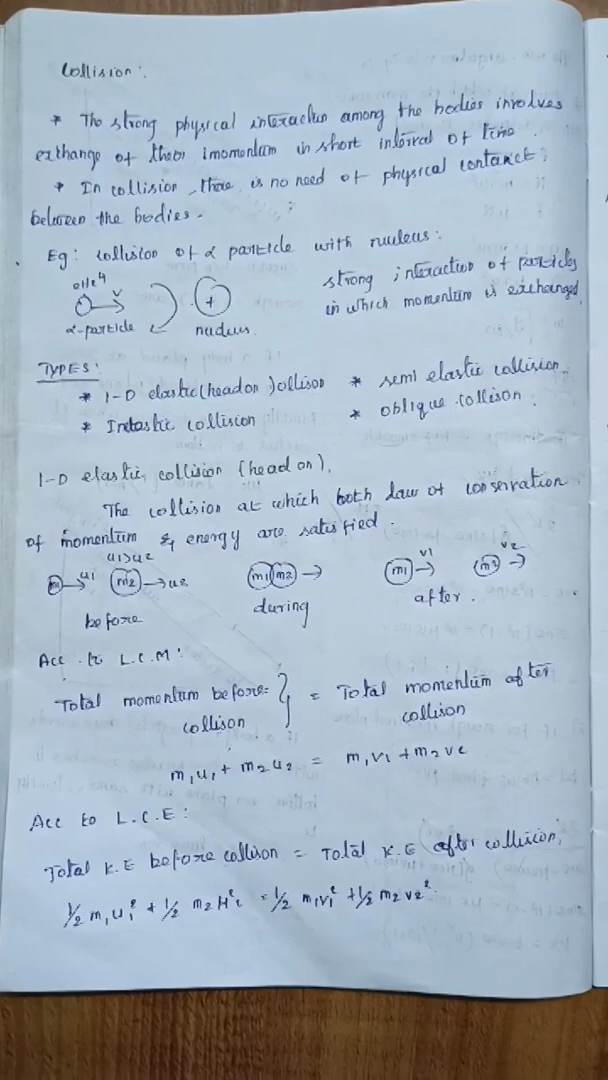 Collision:
* The strong physical interaction among the bodies involves
exhange of their imomentum in short interval of time.
* In collision, there is no need of physical contanct;
between the bodies.
Eg: collision of α particle with nucleus:
v
α-particle
+
nucleus
strong interaction of particles
in which momentum is exchanged
TYPES:
* 1-D elastic (head on) ollison
* semi elastic collision.
* Inelastic collision
* oblique collison.
1-D elastic collision (head on).
The collision at which both law of conservation
of momentum & energy are satisfied.
u1>u2
m → u1 m2 → u2
before
m1 m2 →
during
m1 → v1 m2 → v2
after.
Acc to L.C.M:
Total momentum before collison } = Total momentum after collison
m1u1 + m2u2 = m1v1 + m2v2
Acc to L.C.E:
Total K.E before collison = Total K.E after collision,
1/2 m1u1² + 1/2 m2u2² = 1/2 m1v1² + 1/2 m2v2²